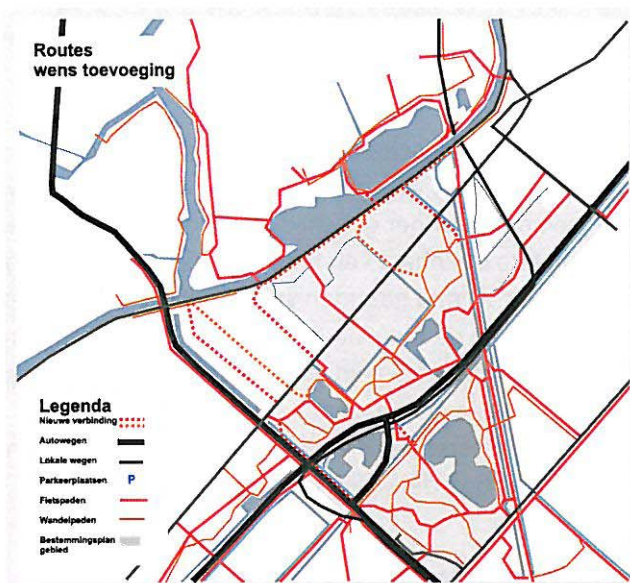 Routes
wens toevoeging
Legenda
Nieuwe verbinding
Autowegen
Lokale wegen
Parkeerplaatsen P
Fietspaden
Wandelpaden
Bestemmingsplan
gebied